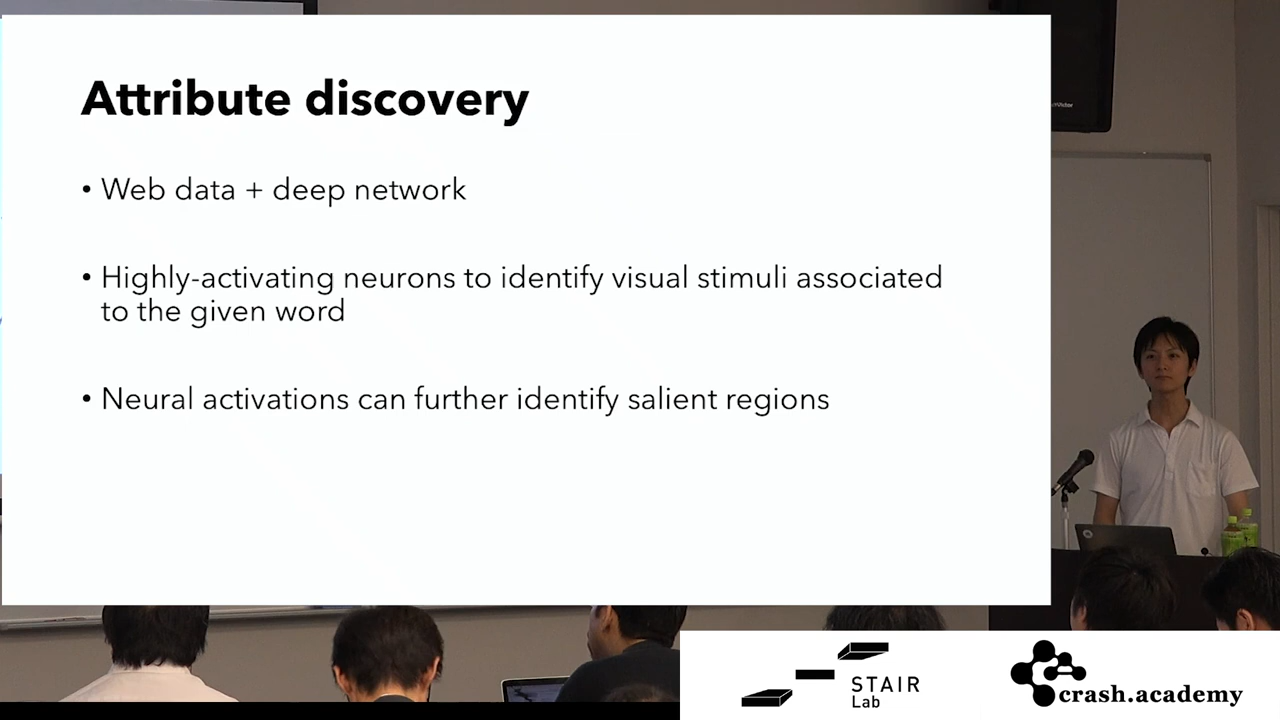 Attribute discovery
• Web data + deep network
• Highly-activating neurons to identify visual stimuli associated
to the given word
• Neural activations can further identify salient regions
STAIR
Lab
crash.academy